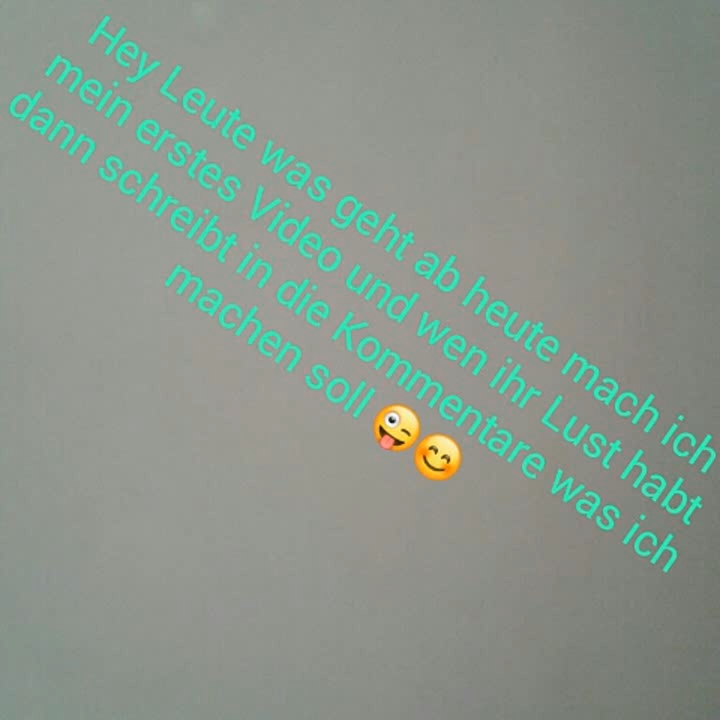 Hey Leute was geht ab heute mach ich
mein erstes Video und wen ihr Lust habt
dann schreibt in die Kommentare was ich
machen soll 😜😊